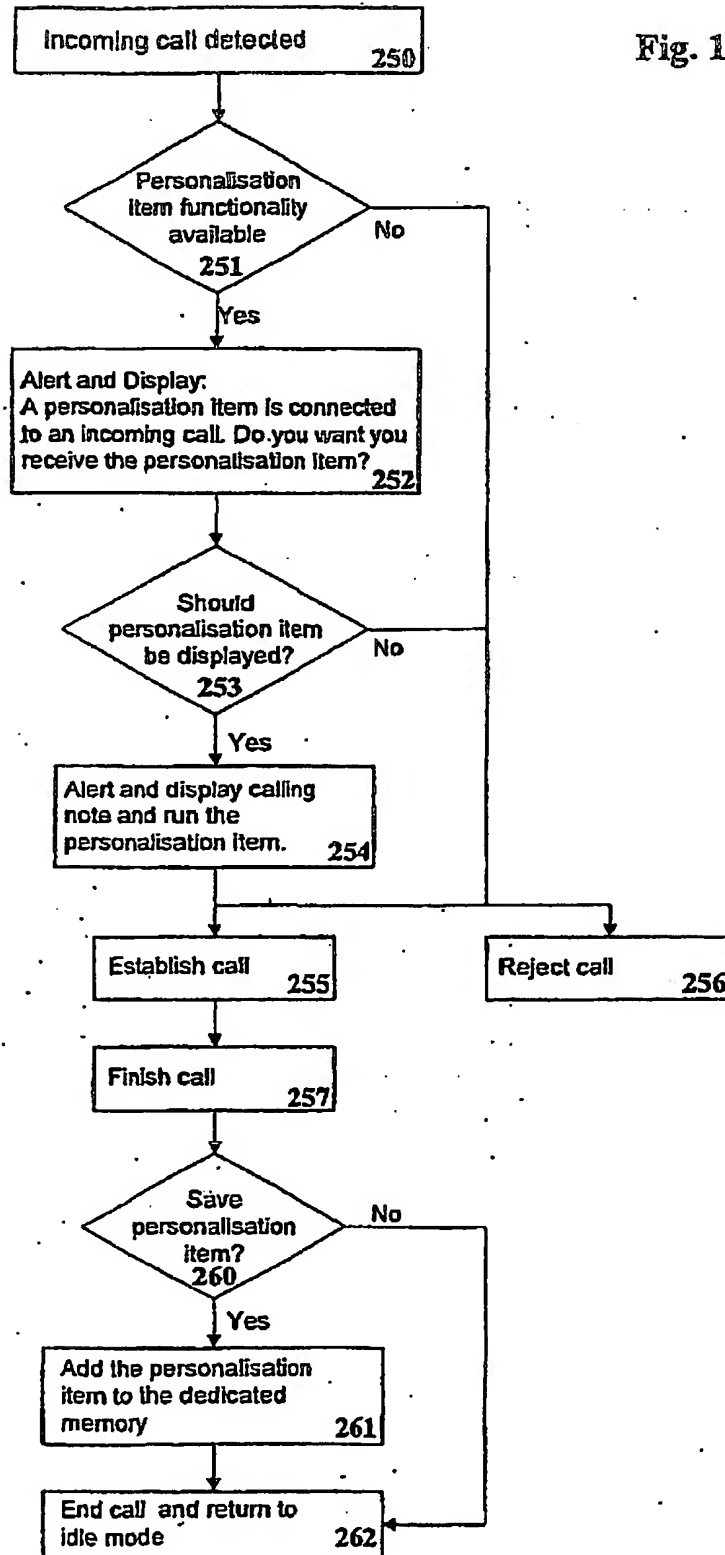 Incoming call detected
250
Fig. 1
Personalisation
item functionality
available
251
No
Yes
Alert and Display:
A personalisation item is connected
to an incoming call. Do you want you
receive the personalisation item?
252
Should
personalisation item
be displayed?
253
No
Yes
Alert and display calling
note and run the
personalisation item.
254
Establish call
255
Reject call
256
Finish call
257
Save
personalisation
item?
260
No
Yes
Add the personalisation
item to the dedicated
memory
261
End call and return to
idle mode
262